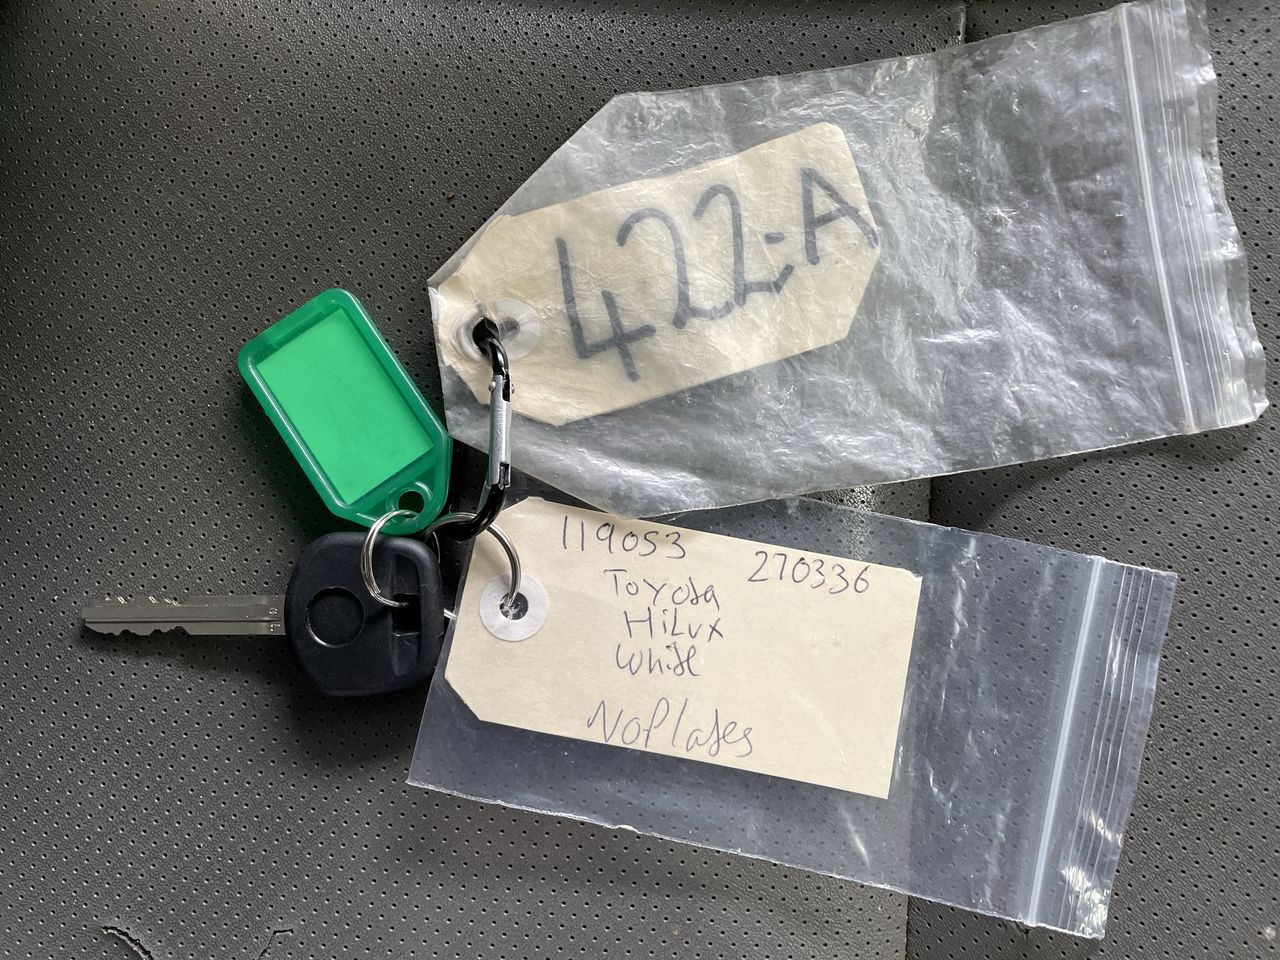 422-A
119053 270336
Toyota
HiLux
White
No Plates